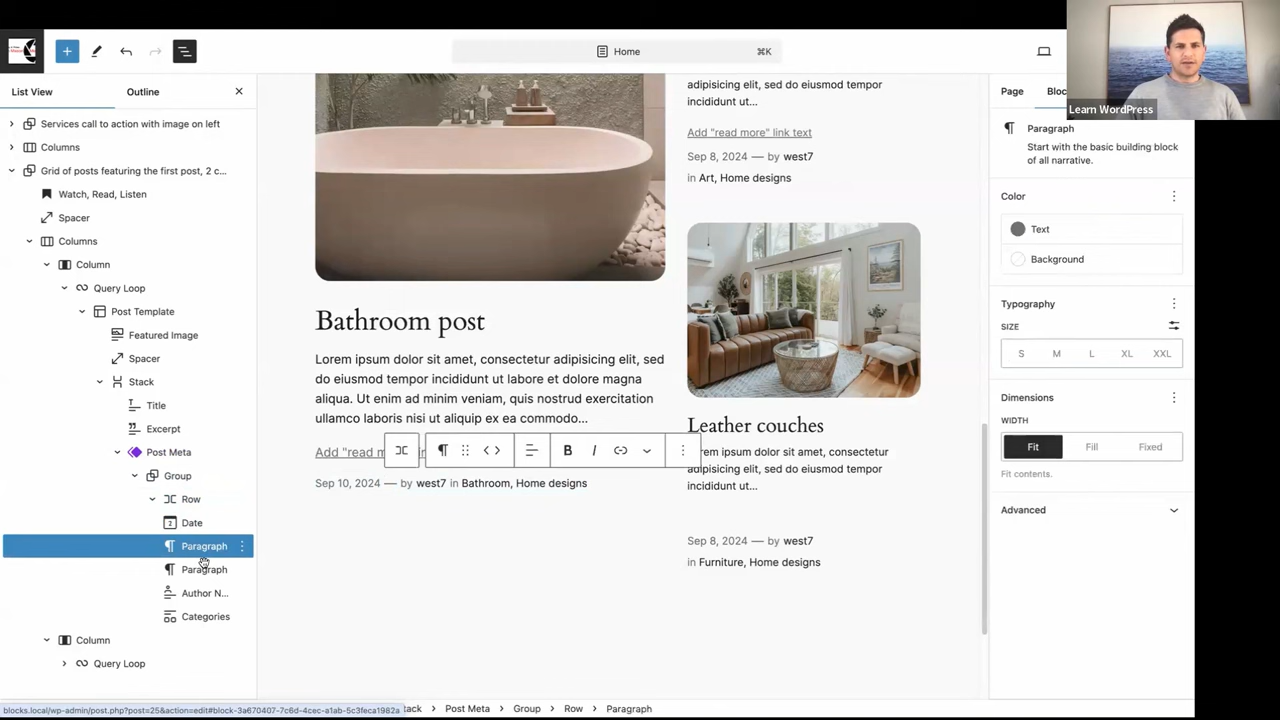 Home
⌘K
Learn WordPress
List View
Outline
Services call to action with image on left
Columns
Grid of posts featuring the first post, 2 c...
Watch, Read, Listen
Spacer
Columns
Column
Query Loop
Post Template
Featured Image
Spacer
Stack
Title
Excerpt
Post Meta
Group
Row
Date
Paragraph
Paragraph
Author N...
Categories
Column
Query Loop
blocks.local/wp-admin/post.php?post=25&action=edit#block-3a670407-7c6d-4cec-a1ab-5c3feca1982a
Bathroom post
Lorem ipsum dolor sit amet, consectetur adipiscing elit, sed
do eiusmod tempor incididunt ut labore et dolore magna
aliqua. Ut enim ad minim veniam, quis nostrud exercitation
ullamco laboris nisi ut aliquip ex ea commodo...
Add "read m
B I
Sep 10, 2024 — by west7 in Bathroom, Home designs
adipiscing elit, sed do eiusmod tempor
incididunt ut...
Add "read more" link text
Sep 8, 2024 — by west7
in Art, Home designs
Leather couches
Lorem ipsum dolor sit amet, consectetur
adipiscing elit, sed do eiusmod tempor
incididunt ut...
Sep 8, 2024 — by west7
in Furniture, Home designs
Page
Bloc
Paragraph
Start with the basic building block
of all narrative.
Color
Text
Background
Typography
SIZE
S M L XL XXL
Dimensions
WIDTH
Fit Fill Fixed
Fit contents.
Advanced
tack Post Meta Group Row Paragraph